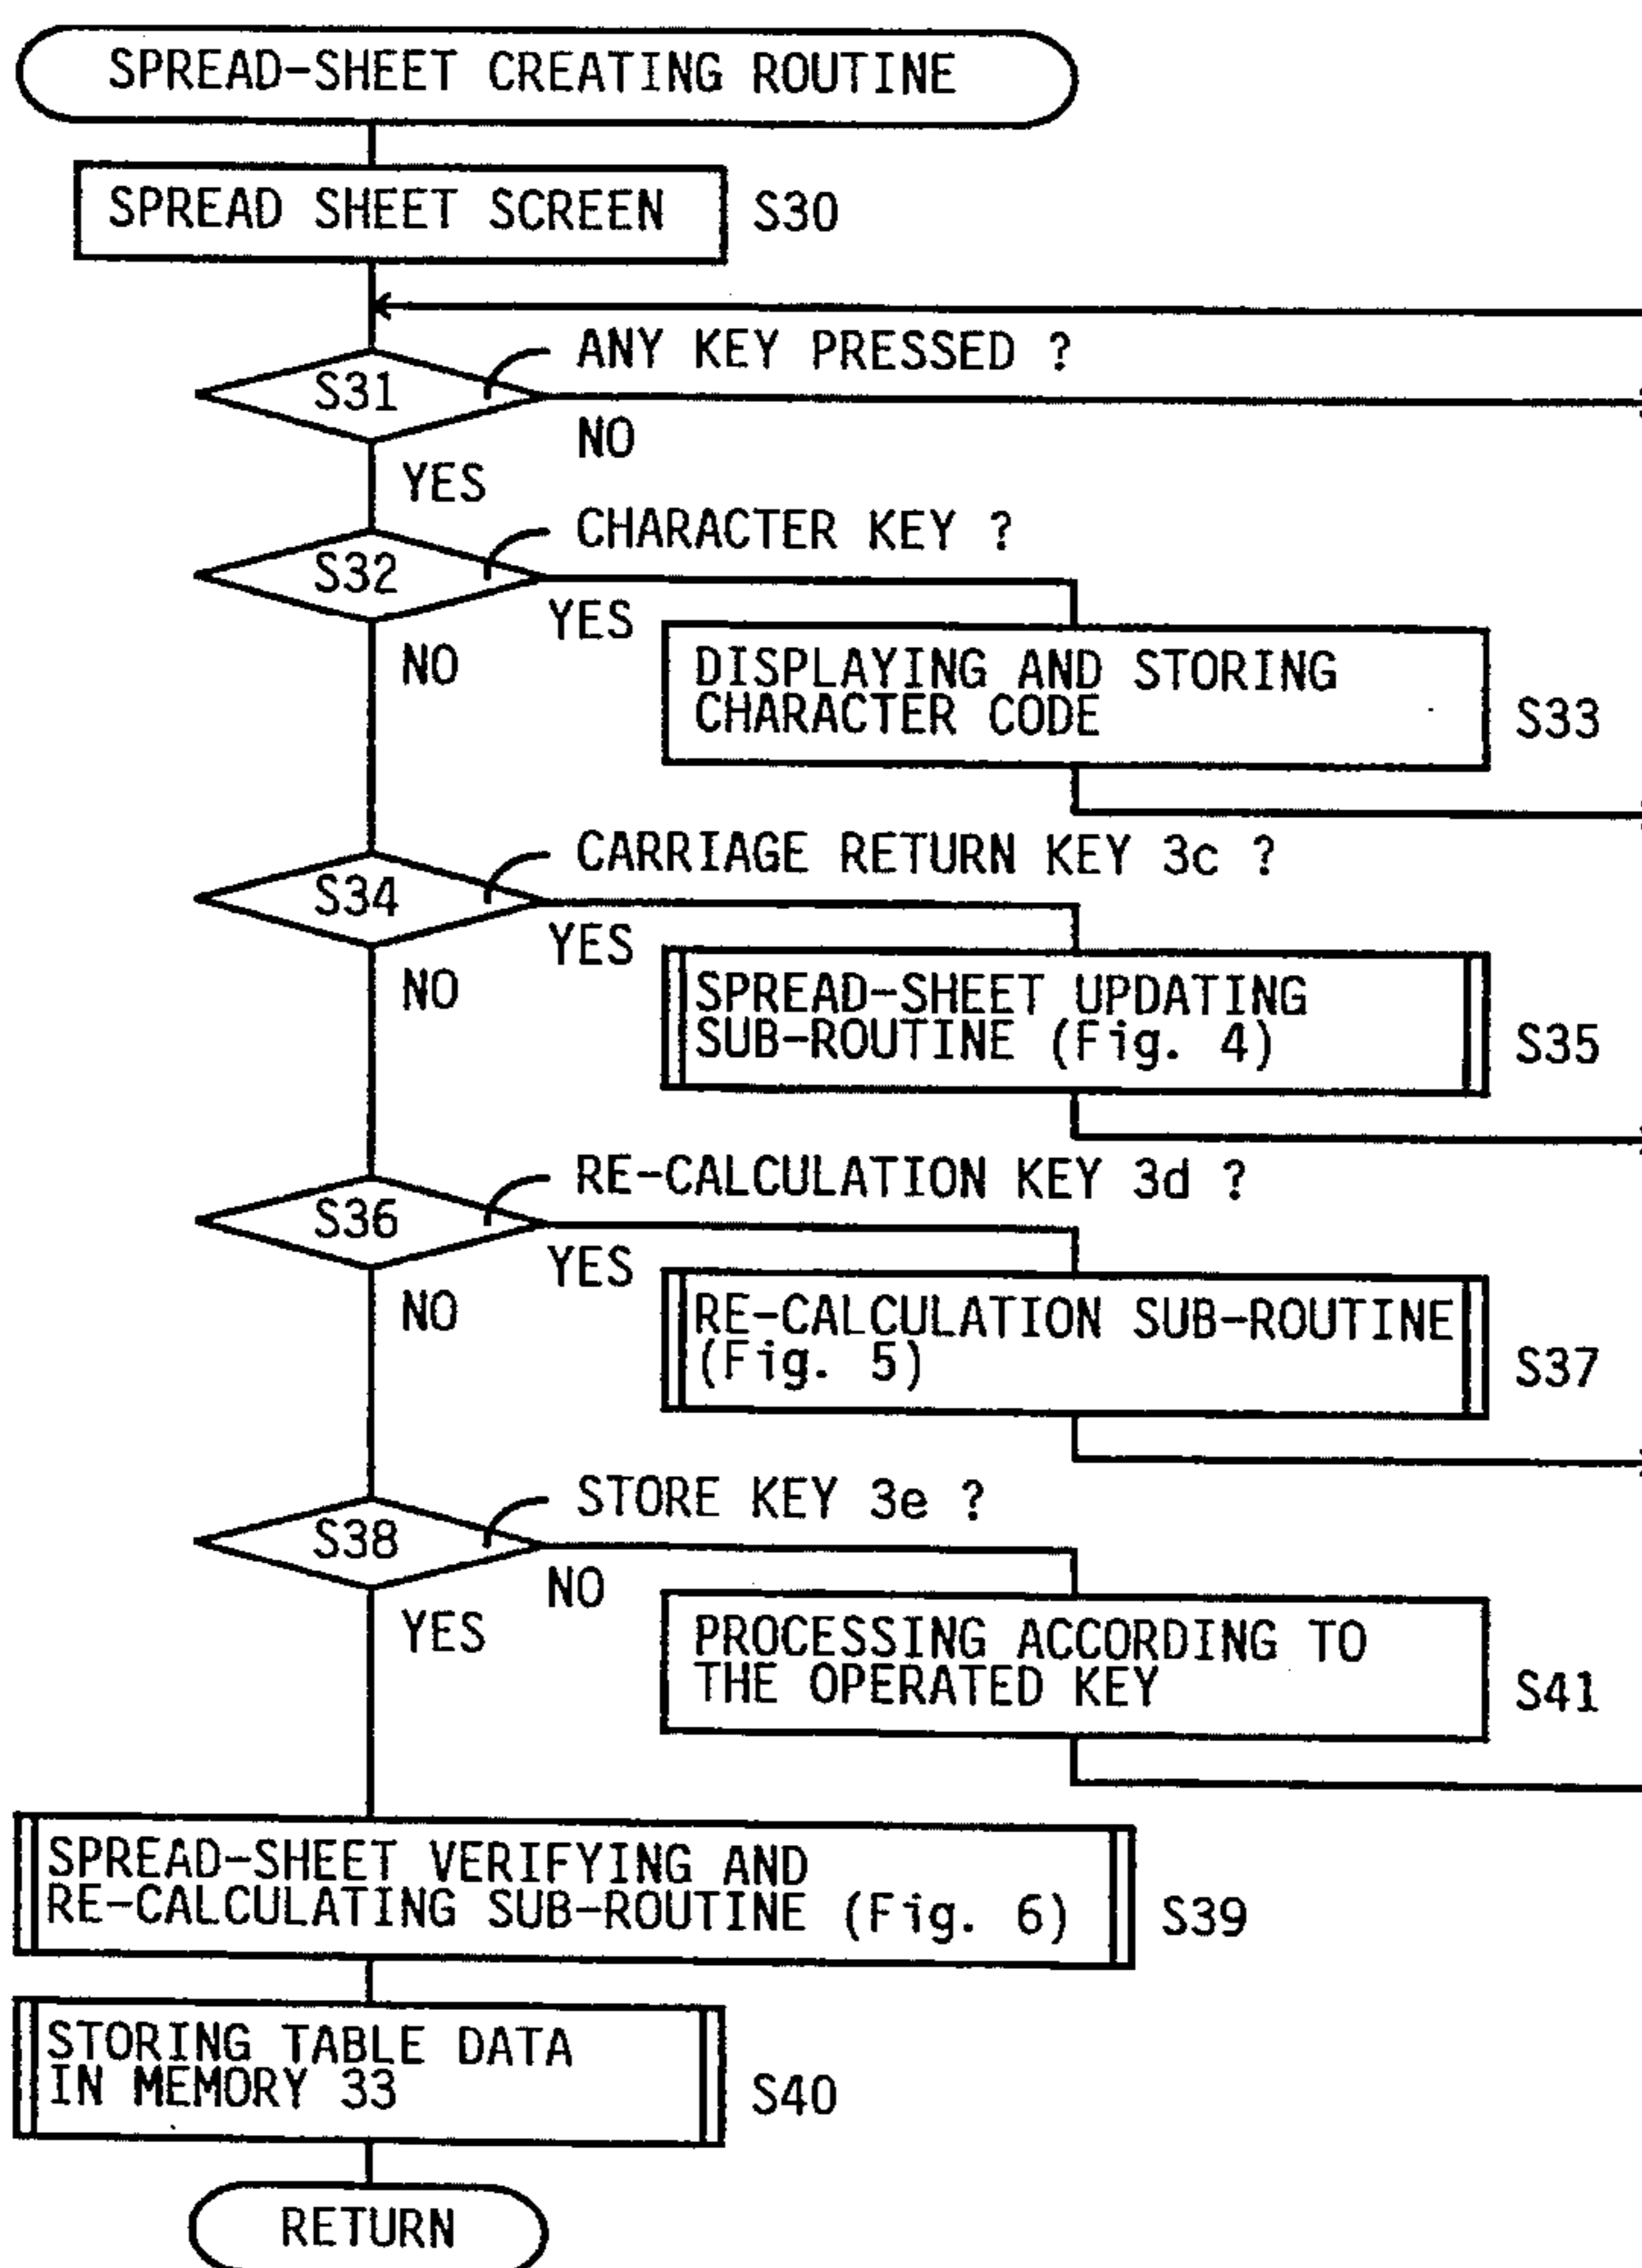 SPREAD-SHEET CREATING ROUTINE
SPREAD SHEET SCREEN
S30
ANY KEY PRESSED ?
S31
NO
YES
CHARACTER KEY ?
S32
YES
NO
DISPLAYING AND STORING
CHARACTER CODE
S33
CARRIAGE RETURN KEY 3c ?
S34
YES
NO
SPREAD-SHEET UPDATING
SUB-ROUTINE (Fig. 4)
S35
RE-CALCULATION KEY 3d ?
S36
YES
NO
RE-CALCULATION SUB-ROUTINE
(Fig. 5)
S37
STORE KEY 3e ?
S38
NO
YES
PROCESSING ACCORDING TO
THE OPERATED KEY
S41
SPREAD-SHEET VERIFYING AND
RE-CALCULATING SUB-ROUTINE (Fig. 6)
S39
STORING TABLE DATA
IN MEMORY 33
S40
RETURN